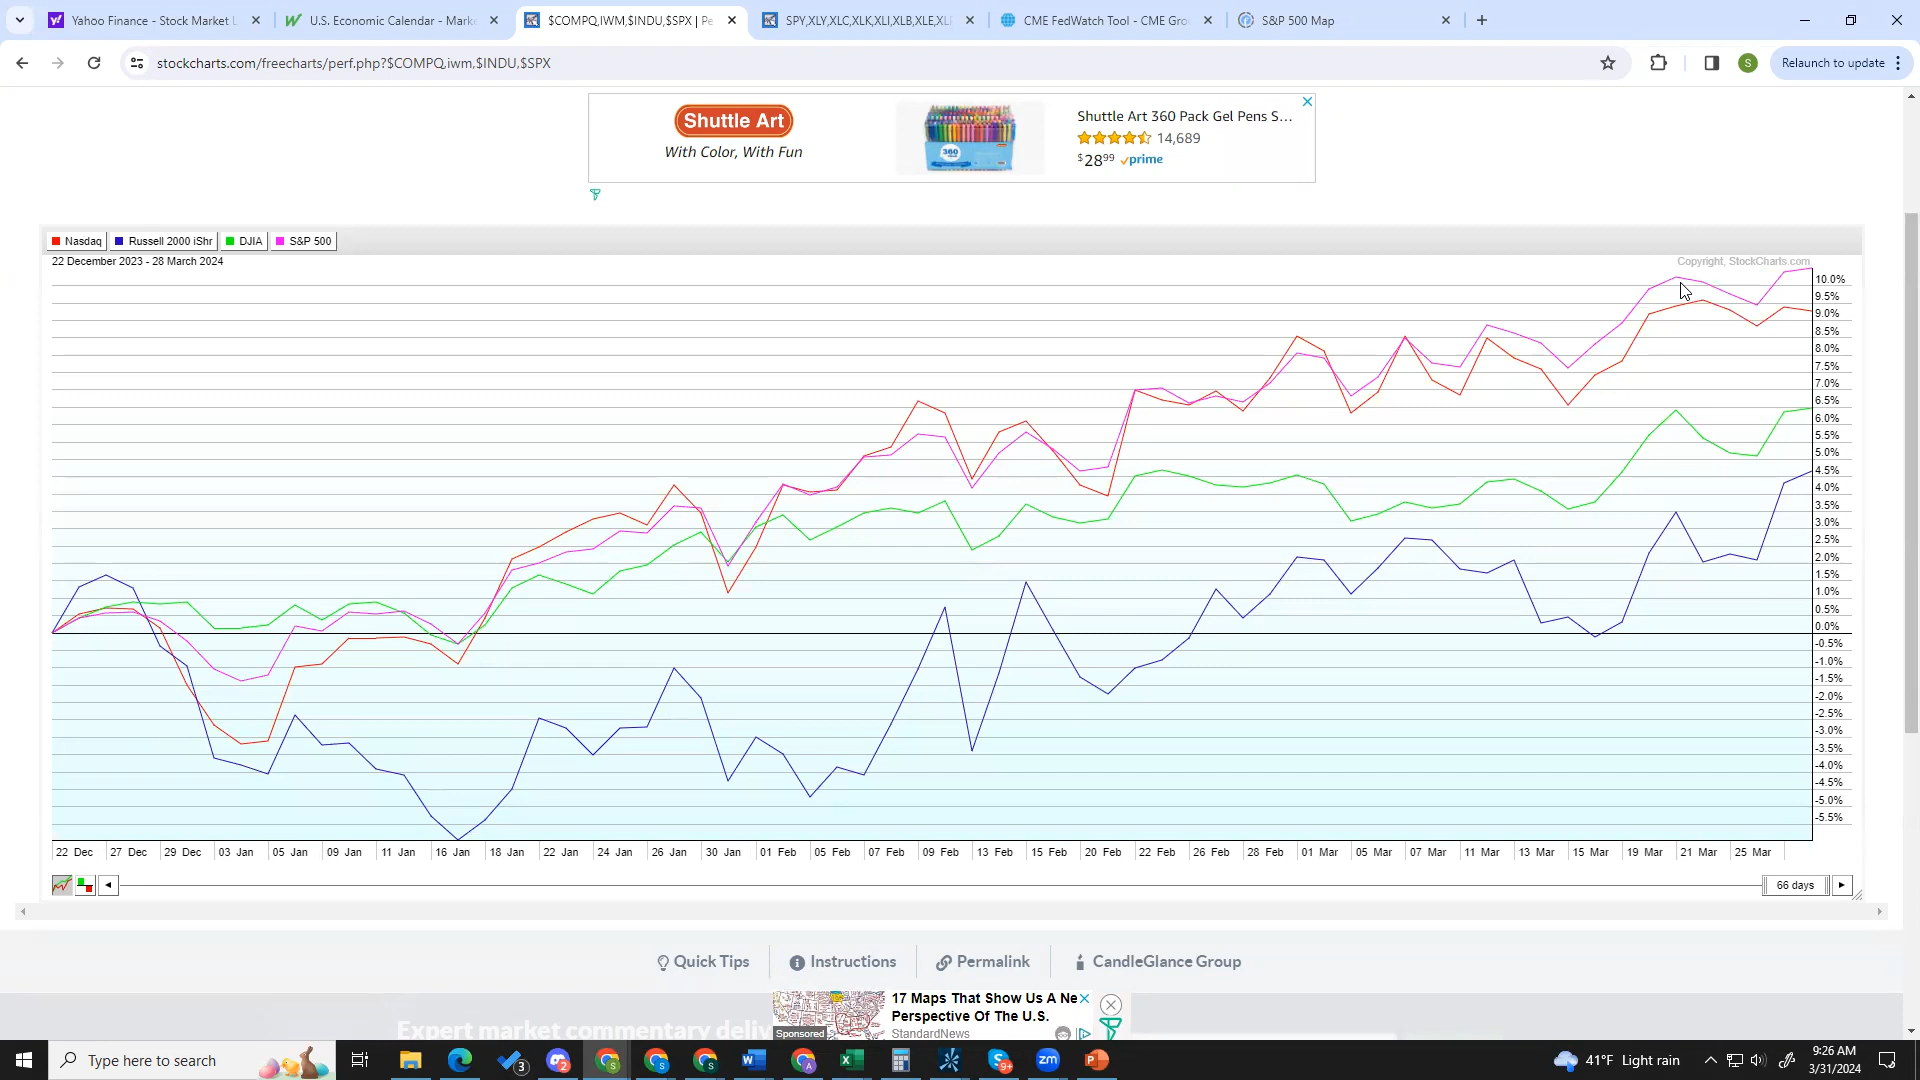 Yahoo Finance - Stock Market L
U.S. Economic Calendar - Marke
$COMPQ,IWM,$INDU,$SPX | Pe
SPY,XLY,XLC,XLK,XLI,XLB,XLE,XL
CME FedWatch Tool - CME Gro
S&P 500 Map
stockcharts.com/freecharts/perf.php?$COMPQ,iwm,$INDU,$SPX
S
Relaunch to update
Shuttle Art
With Color, With Fun
360
Shuttle Art 360 Pack Gel Pens S...
14,689
$28.99 prime
Nasdaq Russell 2000 iShr DJIA S&P 500
22 December 2023 - 28 March 2024
Copyright, StockCharts.com
10.0%
9.5%
9.0%
8.5%
8.0%
7.5%
7.0%
6.5%
6.0%
5.5%
5.0%
4.5%
4.0%
3.5%
3.0%
2.5%
2.0%
1.5%
1.0%
0.5%
0.0%
-0.5%
-1.0%
-1.5%
-2.0%
-2.5%
-3.0%
-3.5%
-4.0%
-4.5%
-5.0%
-5.5%
22 Dec 27 Dec 29 Dec 03 Jan 05 Jan 09 Jan 11 Jan 16 Jan 18 Jan 22 Jan 24 Jan 26 Jan 30 Jan 01 Feb 05 Feb 07 Feb 09 Feb 13 Feb 15 Feb 20 Feb 22 Feb 26 Feb 28 Feb 01 Mar 05 Mar 07 Mar 11 Mar 13 Mar 15 Mar 19 Mar 21 Mar 25 Mar
66 days
Quick Tips Instructions Permalink CandleGlance Group
17 Maps That Show Us A Ne
Perspective Of The U.S.
Sponsored
StandardNews
Expert market commentary deliv
Type here to search
41°F Light rain
9:26 AM
3/31/2024